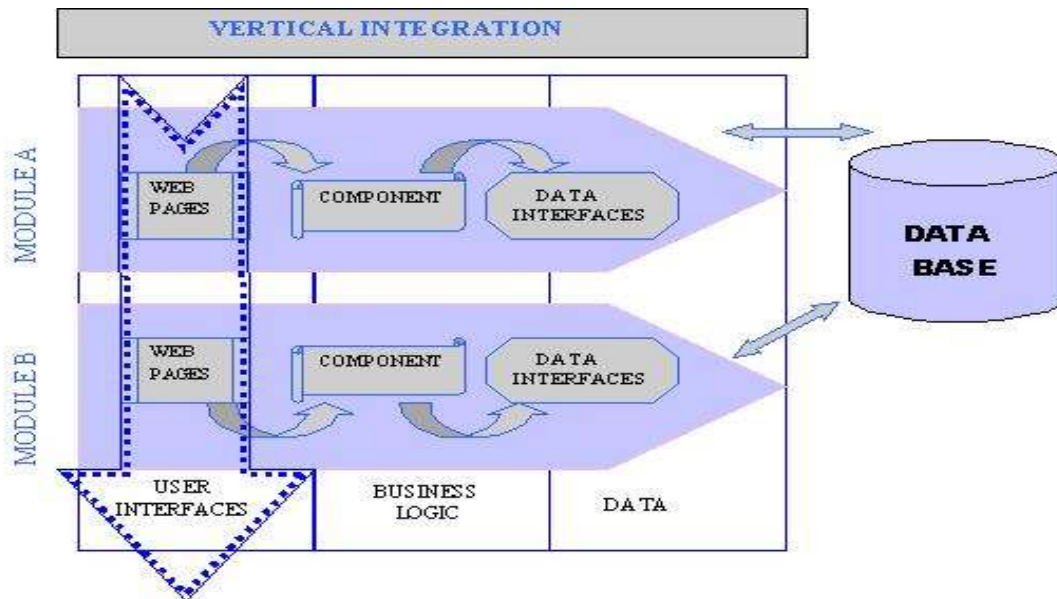 VERTICAL INTEGRATION
MODULE A
WEB
PAGES
COMPONENT
DATA
INTERFACES
DATA
BASE
MODULE B
WEB
PAGES
COMPONENT
DATA
INTERFACES
USER
INTERFACES
BUSINESS
LOGIC
DATA